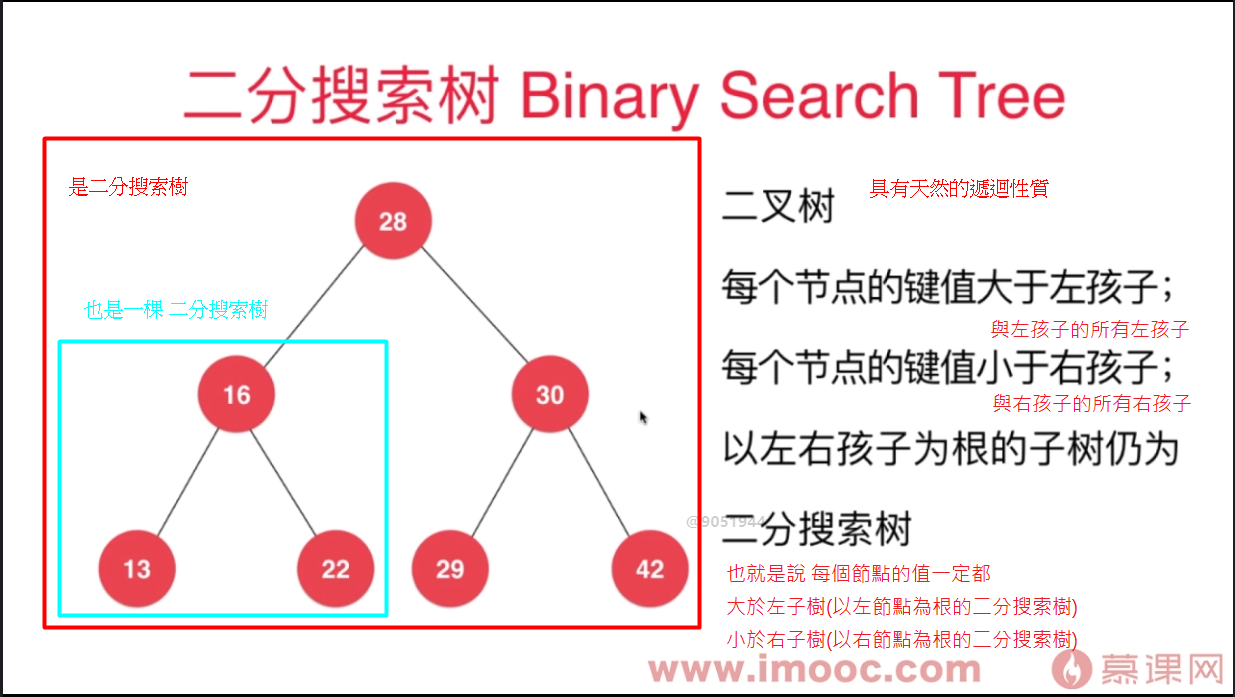 二分搜索树 Binary Search Tree
是二分搜索樹
28
也是一棵 二分搜索樹
16
30
13
22
29
42
二叉树
具有天然的遞迴性質
每个节点的键值大于左孩子；
與左孩子的所有左孩子
每个节点的键值小于右孩子；
與右孩子的所有右孩子
以左右孩子为根的子树仍为
@9051944
二分搜索树
也就是說 每個節點的值一定都
大於左子樹(以左節點為根的二分搜索樹)
小於右子樹(以右節點為根的二分搜索樹)
www.imooc.com
慕课网